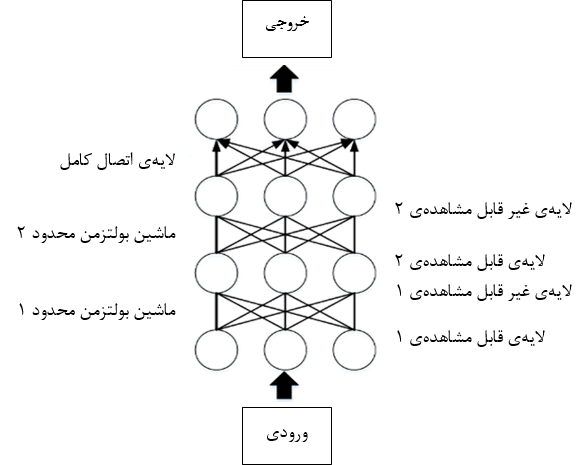 خروجی
لایه‌ی اتصال کامل
لایه‌ی غیر قابل مشاهده‌ی ۲
ماشین بولتزمن محدود ۲
لایه‌ی قابل مشاهده‌ی ۲
لایه‌ی غیر قابل مشاهده‌ی ۱
ماشین بولتزمن محدود ۱
لایه‌ی قابل مشاهده‌ی ۱
ورودی